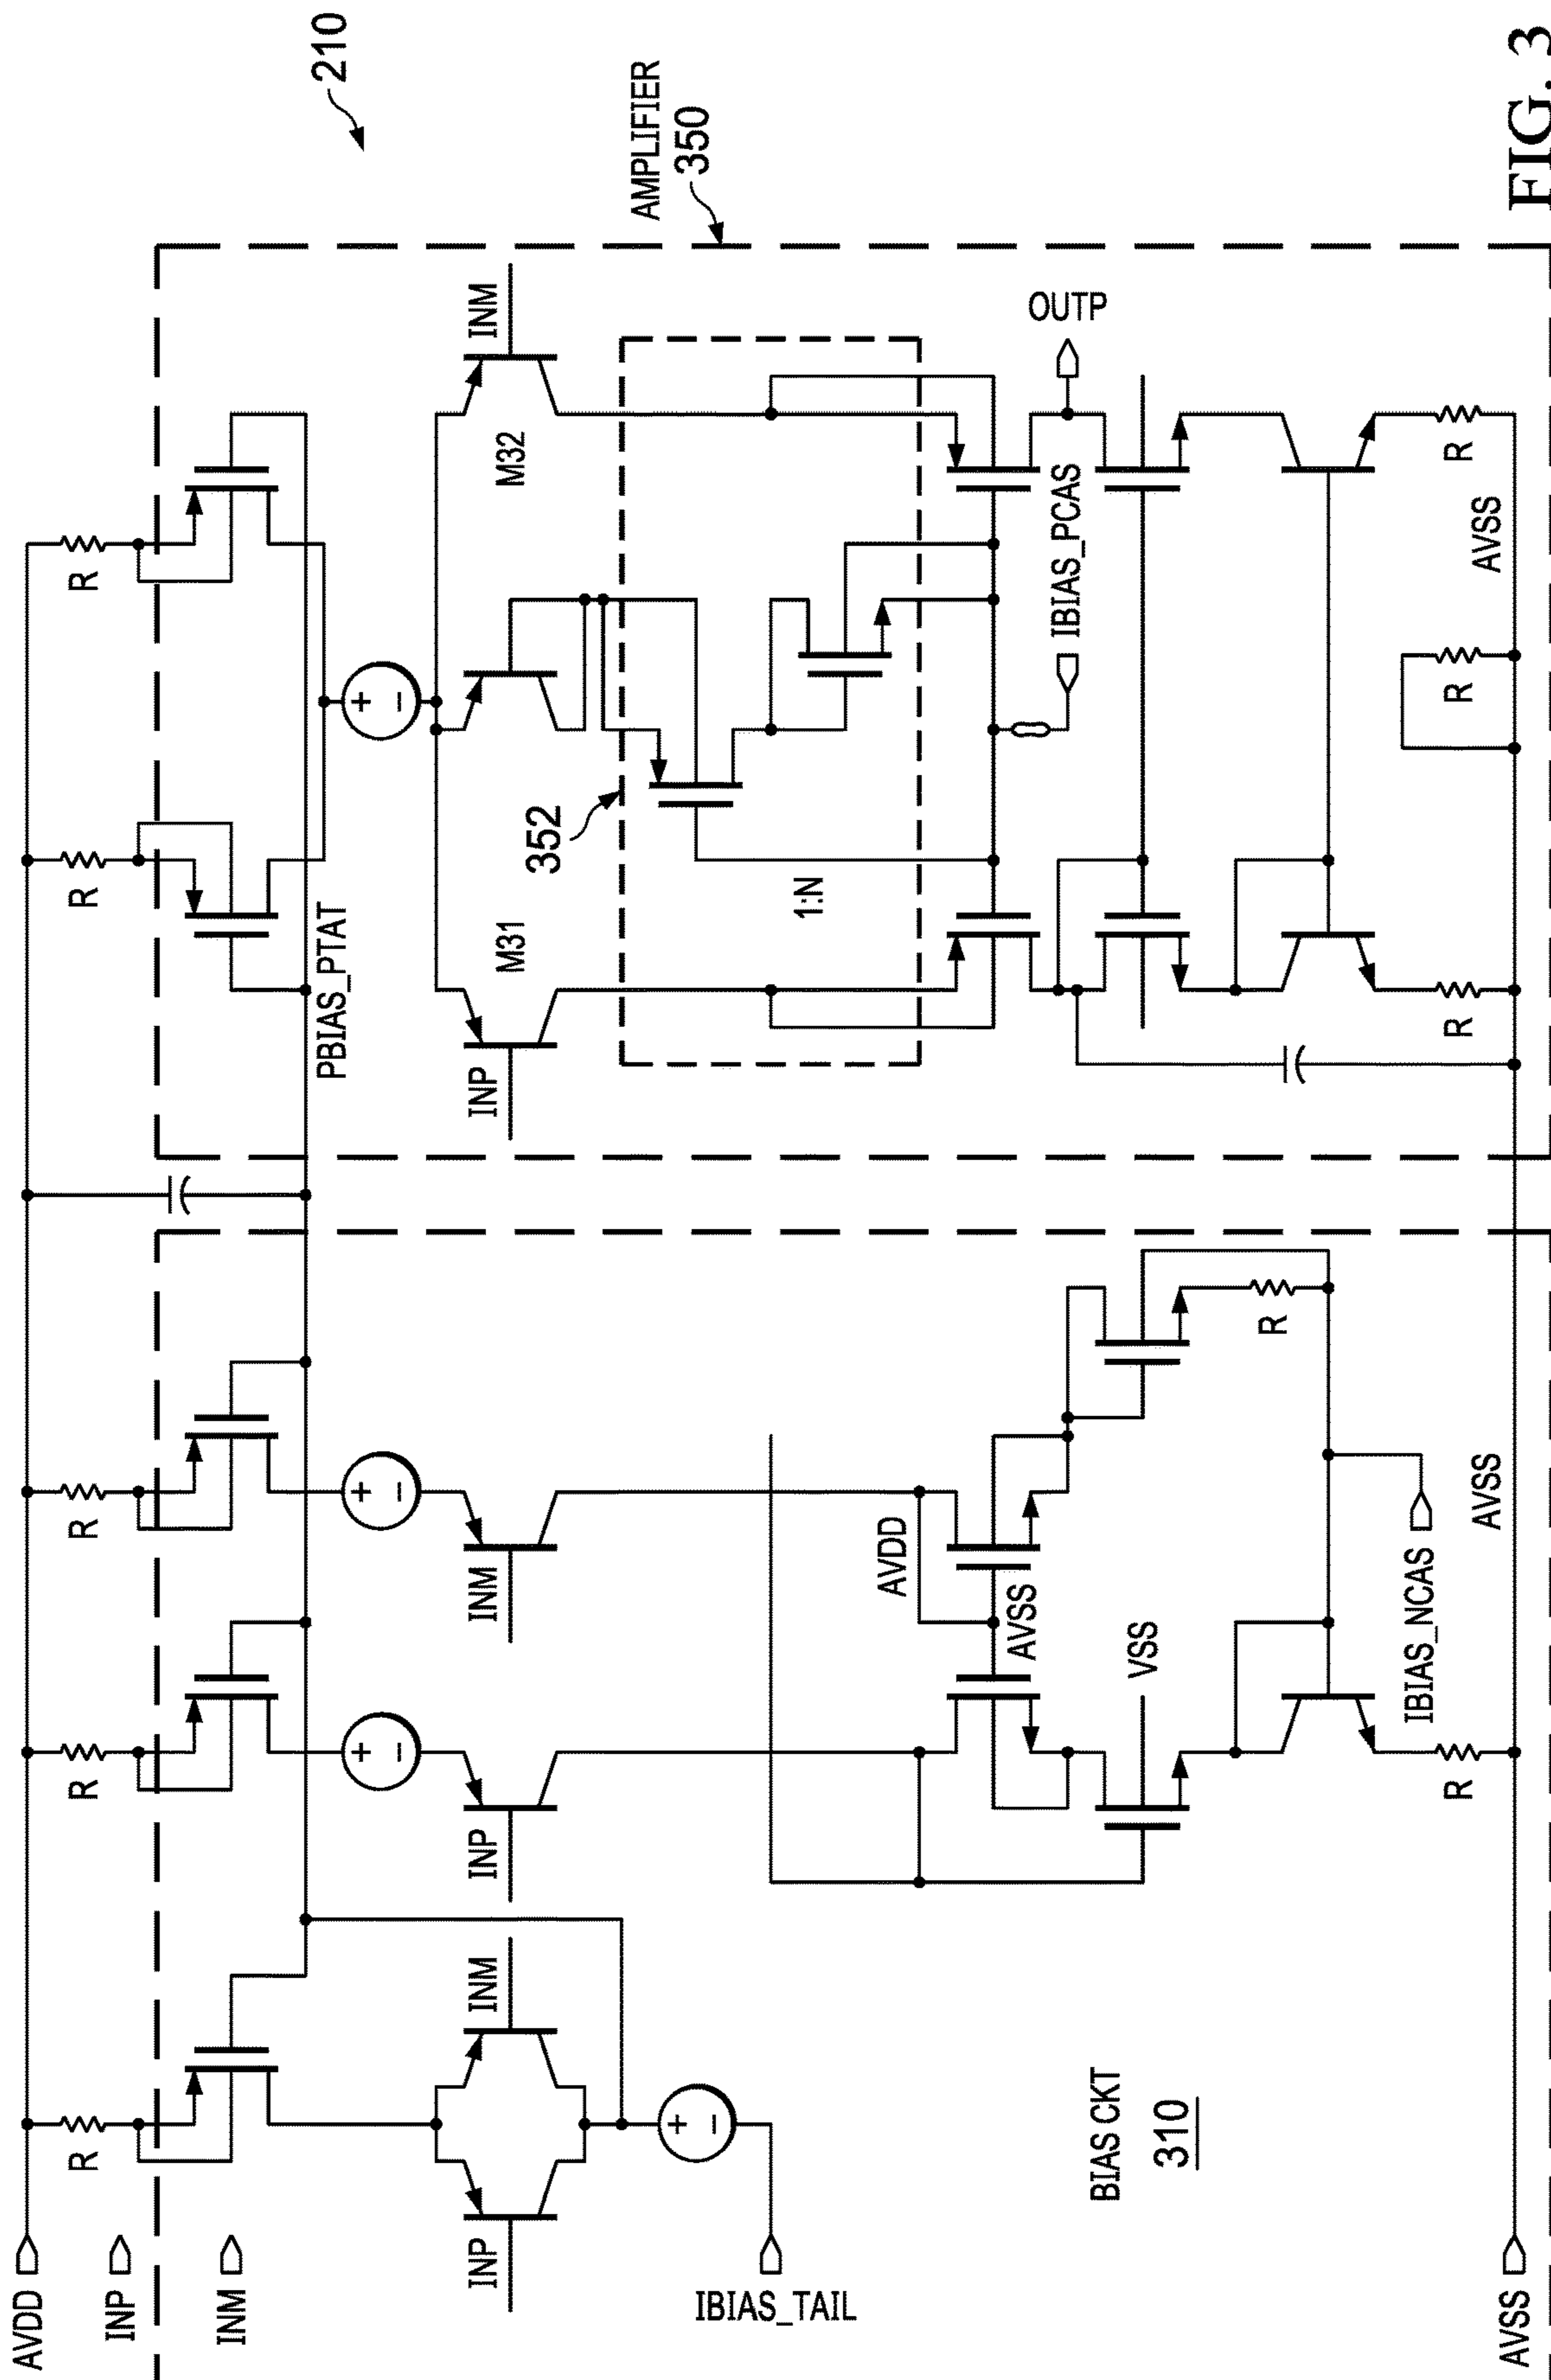 AVDD
INP
INM
R
R
R
R
R
210
PBIAS_PTAT
AMPLIFIER
350
INP
INM
INP
INM
INP
M31
M32
INM
352
1:N
IBIAS_TAIL
AVDD
AVSS
VSS
OUTP
IBIAS_PCAS
BIAS CKT
310
R
IBIAS_NCAS
R
AVSS
R
R
R
AVSS
AVSS
+
−
+
−
+
−
+
−
FIG. 3